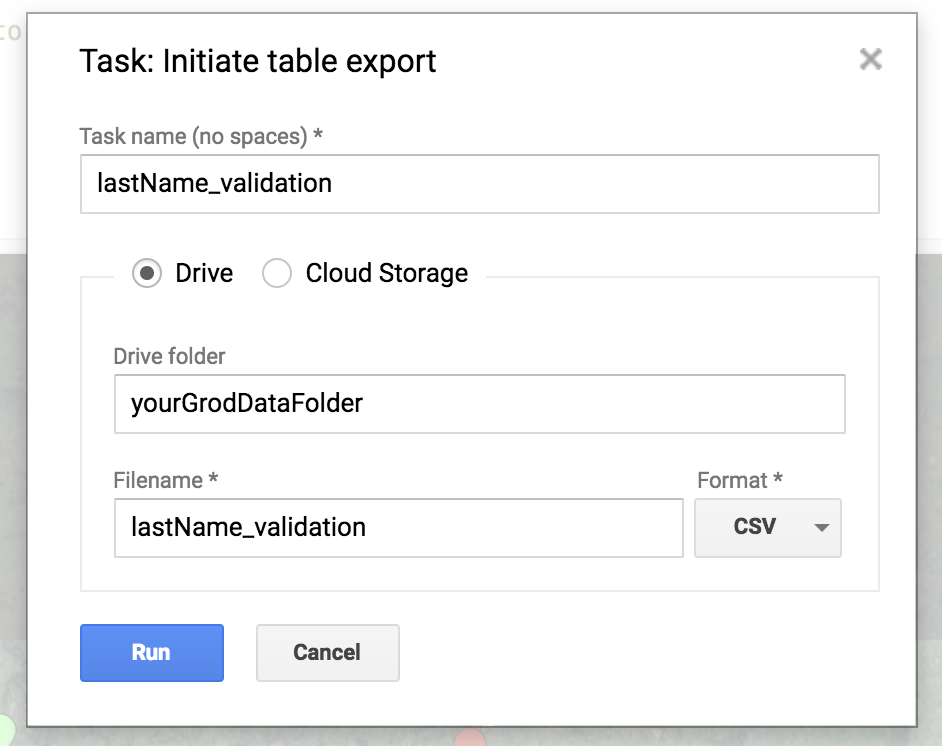 to
Task: Initiate table export
Task name (no spaces) *
lastName_validation
Drive Cloud Storage
Drive folder
yourGrodDataFolder
Filename * Format *
lastName_validation CSV
Run Cancel